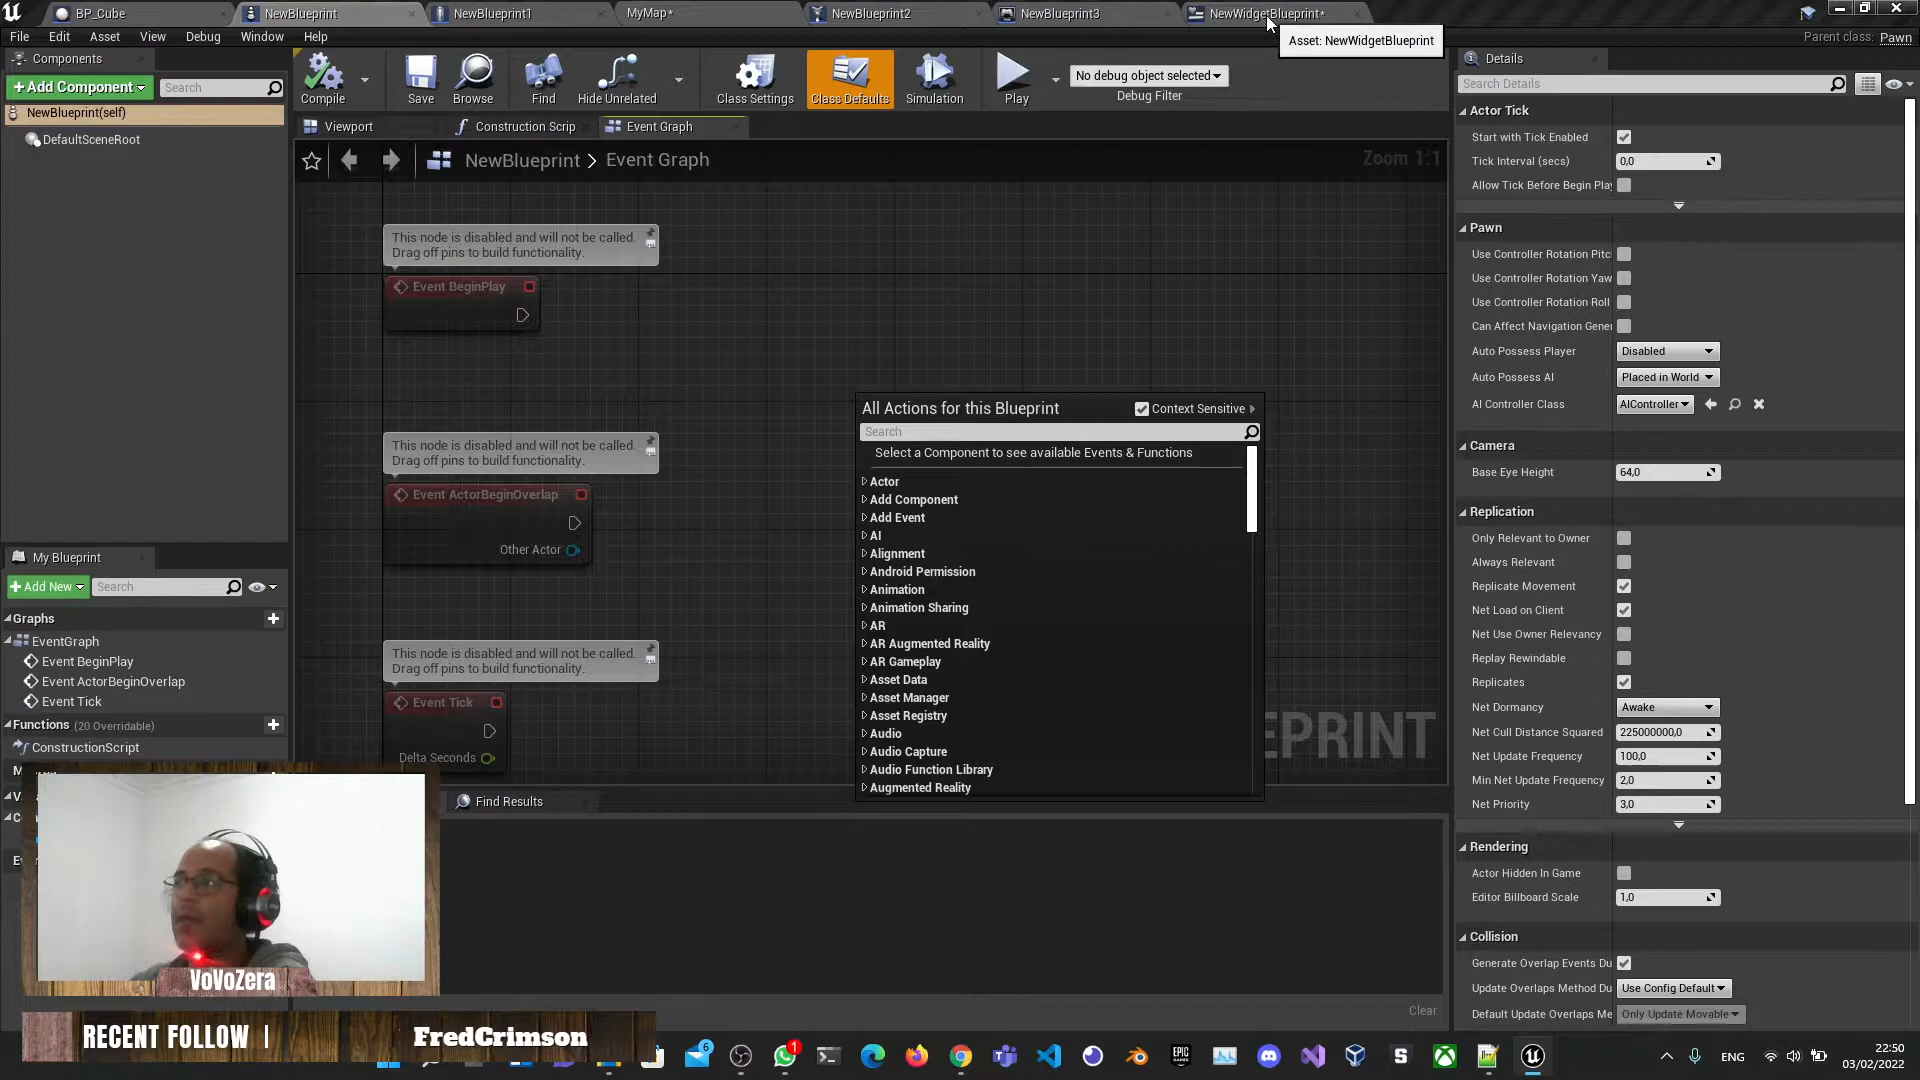 BP_Cube
NewBlueprint
NewBlueprint1
MyMap*
NewBlueprint2
NewBlueprint3
NewWidgetBlueprint*
File
Edit
Asset
View
Debug
Window
Help
Parent class: Pawn
Asset: NewWidgetBlueprint
Components
+Add Component
Search
NewBlueprint(self)
DefaultSceneRoot
Compile
Save
Browse
Find
Hide Unrelated
Class Settings
Class Defaults
Simulation
Play
No debug object selected
Debug Filter
Viewport
Construction Scrip
Event Graph
NewBlueprint > Event Graph
Zoom 1:1
This node is disabled and will not be called.
Drag off pins to build functionality.
Event BeginPlay
This node is disabled and will not be called.
Drag off pins to build functionality.
Event ActorBeginOverlap
Other Actor
This node is disabled and will not be called.
Drag off pins to build functionality.
Event Tick
Delta Seconds
EPRINT
All Actions for this Blueprint
Context Sensitive
Search
Select a Component to see available Events & Functions
Actor
Add Component
Add Event
AI
Alignment
Android Permission
Animation
Animation Sharing
AR
AR Augmented Reality
AR Gameplay
Asset Data
Asset Manager
Asset Registry
Audio
Audio Capture
Audio Function Library
Augmented Reality
My Blueprint
+Add New
Search
Graphs
EventGraph
Event BeginPlay
Event ActorBeginOverlap
Event Tick
Functions (20 Overridable)
ConstructionScript
Find Results
Clear
Details
Search Details
Actor Tick
Start with Tick Enabled
Tick Interval (secs)
0,0
Allow Tick Before Begin Play
Pawn
Use Controller Rotation Pitc
Use Controller Rotation Yaw
Use Controller Rotation Roll
Can Affect Navigation Gener
Auto Possess Player
Disabled
Auto Possess AI
Placed in World
AI Controller Class
AIController
Camera
Base Eye Height
64,0
Replication
Only Relevant to Owner
Always Relevant
Replicate Movement
Net Load on Client
Net Use Owner Relevancy
Replay Rewindable
Replicates
Net Dormancy
Awake
Net Cull Distance Squared
225000000,0
Net Update Frequency
100,0
Min Net Update Frequency
2,0
Net Priority
3,0
Rendering
Actor Hidden In Game
Editor Billboard Scale
1,0
Collision
Generate Overlap Events Du
Update Overlaps Method Du
Use Config Default
Default Update Overlaps Me
Only Update Movable
VoVoZera
RECENT FOLLOW |
FredCrimson
6
1
EPIC GAMES
S
ENG
22:50
03/02/2022